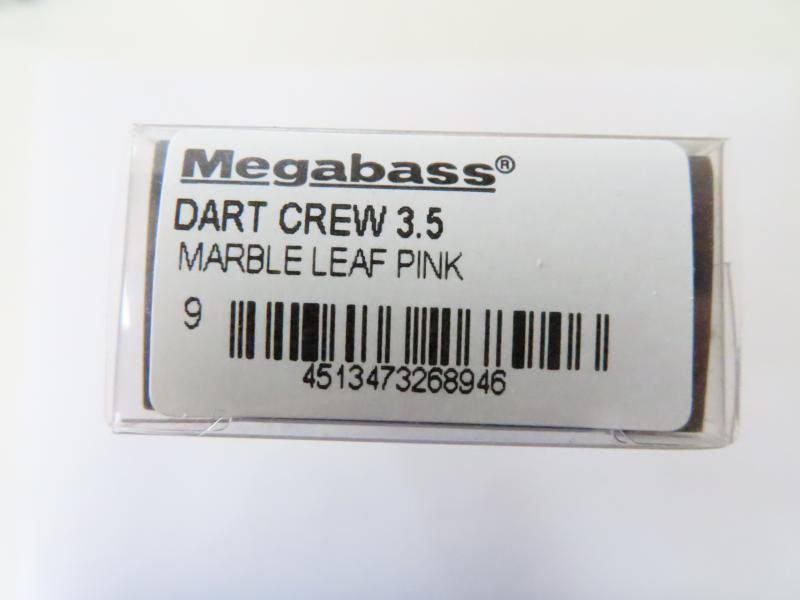 Megabass®
DART CREW 3.5
MARBLE LEAF PINK
9
4513473268946